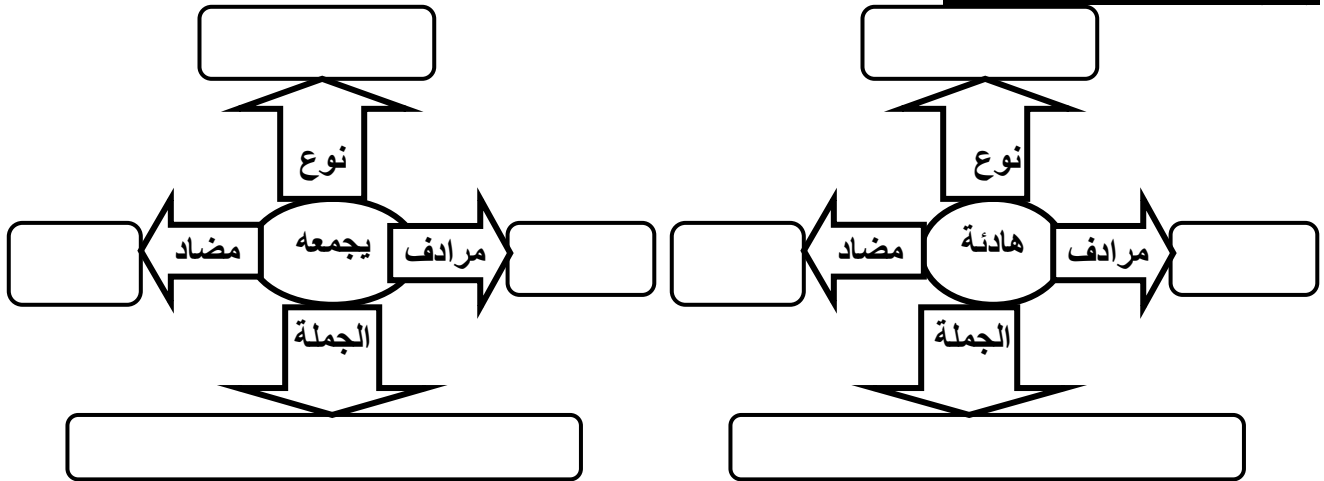 نوع
مرادف
هادئة
مضاد
الجملة
نوع
مرادف
يجمعه
مضاد
الجملة